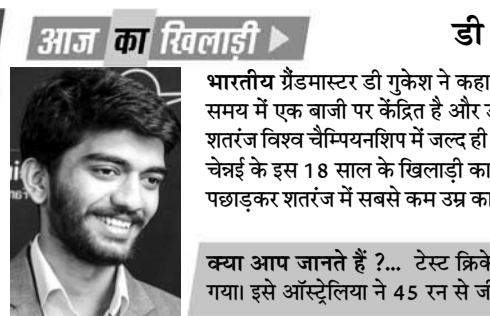 आज का खिलाड़ी
डी
भारतीय ग्रैंडमास्टर डी गुकेश ने कहा
समय में एक बाजी पर केंद्रित है और
शतरंज विश्व चैम्पियनशिप में जल्द ही
चेन्नई के इस 18 साल के खिलाड़ी का
पछाड़कर शतरंज में सबसे कम उम्र का
क्या आप जानते हैं ?... टेस्ट क्रिके
गया। इसे ऑस्ट्रेलिया ने 45 रन से जी